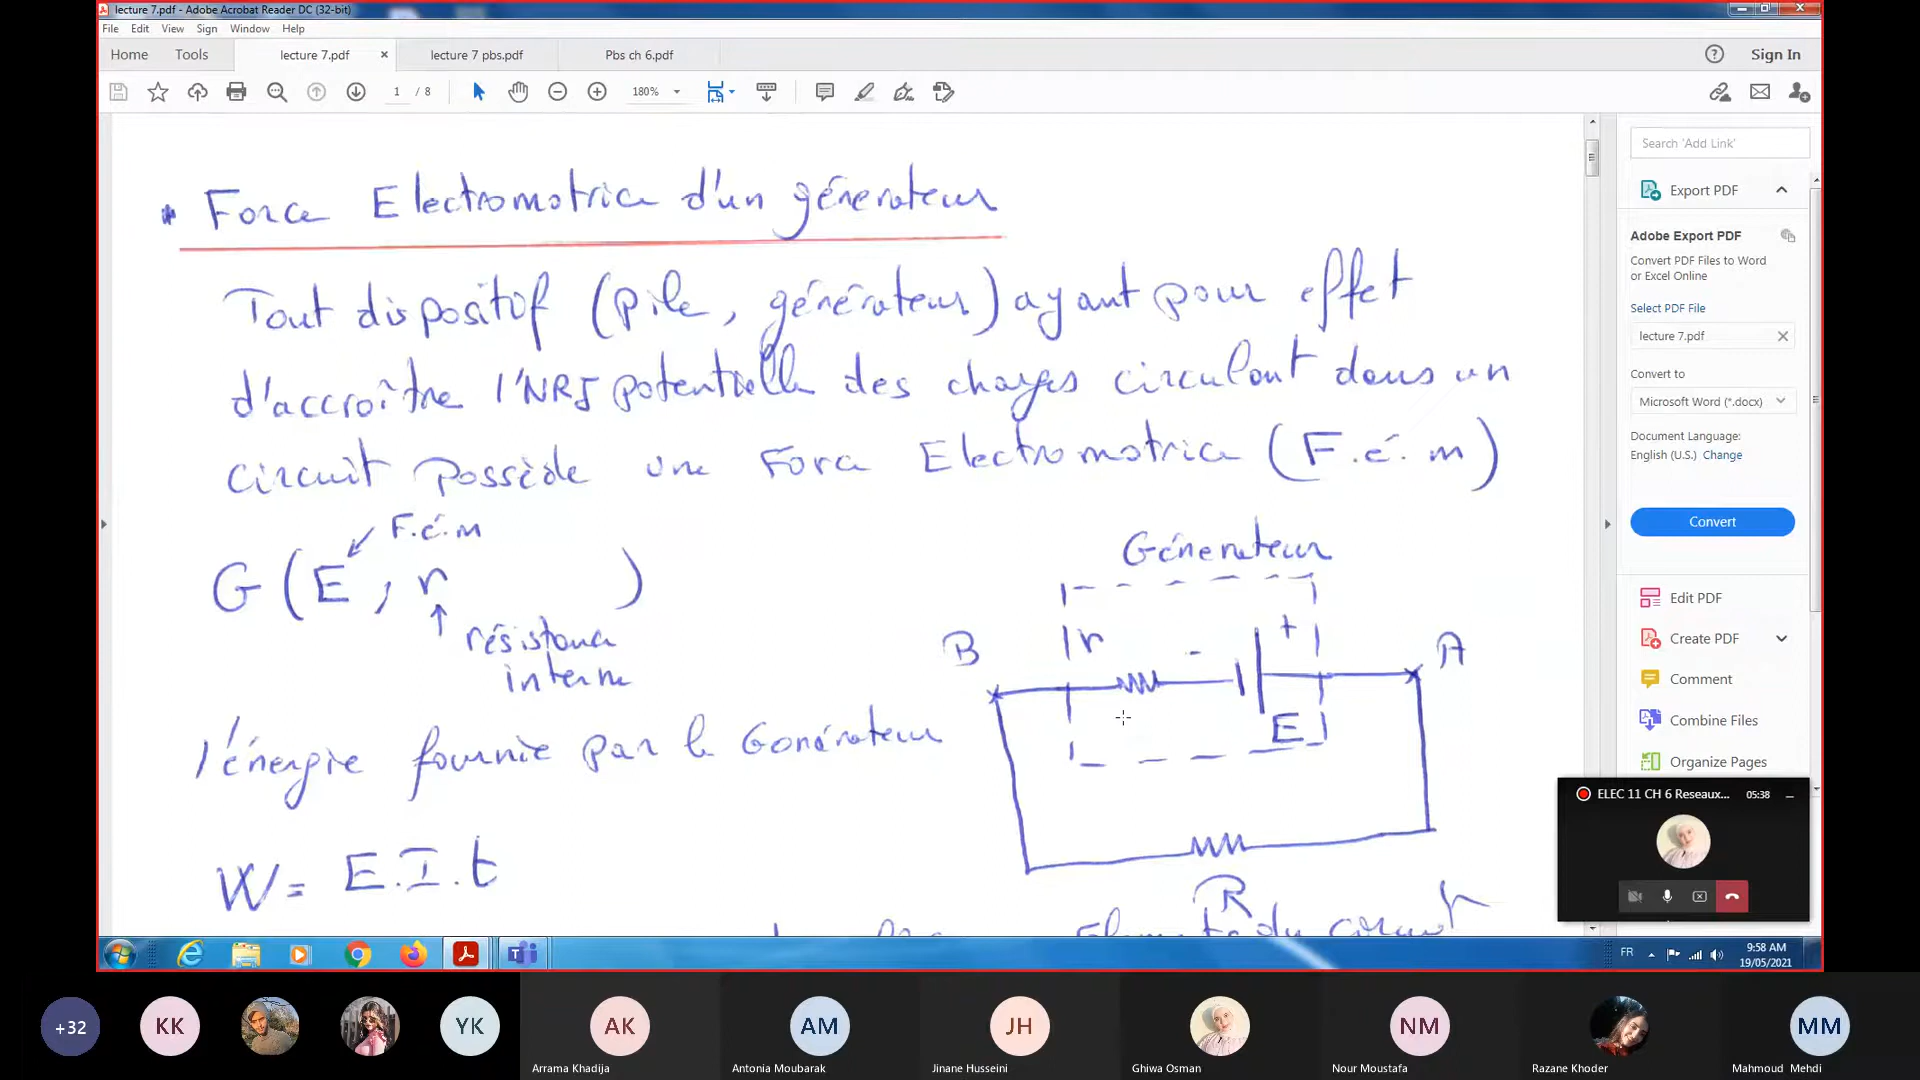 lecture 7.pdf - Adobe Acrobat Reader DC (32-bit)
File Edit View Sign Window Help
Home Tools lecture 7.pdf × lecture 7 pbs.pdf Pbs ch 6.pdf Sign In
1 / 8 180%
• Force Electromotrice d'un générateur
Tout dispositif (pile, générateur) ayant pour effet
d'accroître l'NRJ potentielle des charges circulant dans un
circuit possède une Force Electromotrice (F.é.m)
F.é.m
G (E, r )
résistance
interne
Génerateur
B r - + A
E
R
l'énergie fournie par le Générateur
W = E.I.t
Search 'Add Link'
Export PDF
Adobe Export PDF
Convert PDF Files to Word
or Excel Online
Select PDF File
lecture 7.pdf
Convert to
Microsoft Word (*.docx)
Document Language:
English (U.S.) Change
Convert
Edit PDF
Create PDF
Comment
Combine Files
Organize Pages
ELEC 11 CH 6 Reseaux... 05:38
FR
9:58 AM
19/05/2021
+32 KK YK AK AM JH NM MM
Arrama Khadija Antonia Moubarak Jinane Husseini Ghiwa Osman Nour Moustafa Razane Khoder Mahmoud Mehdi